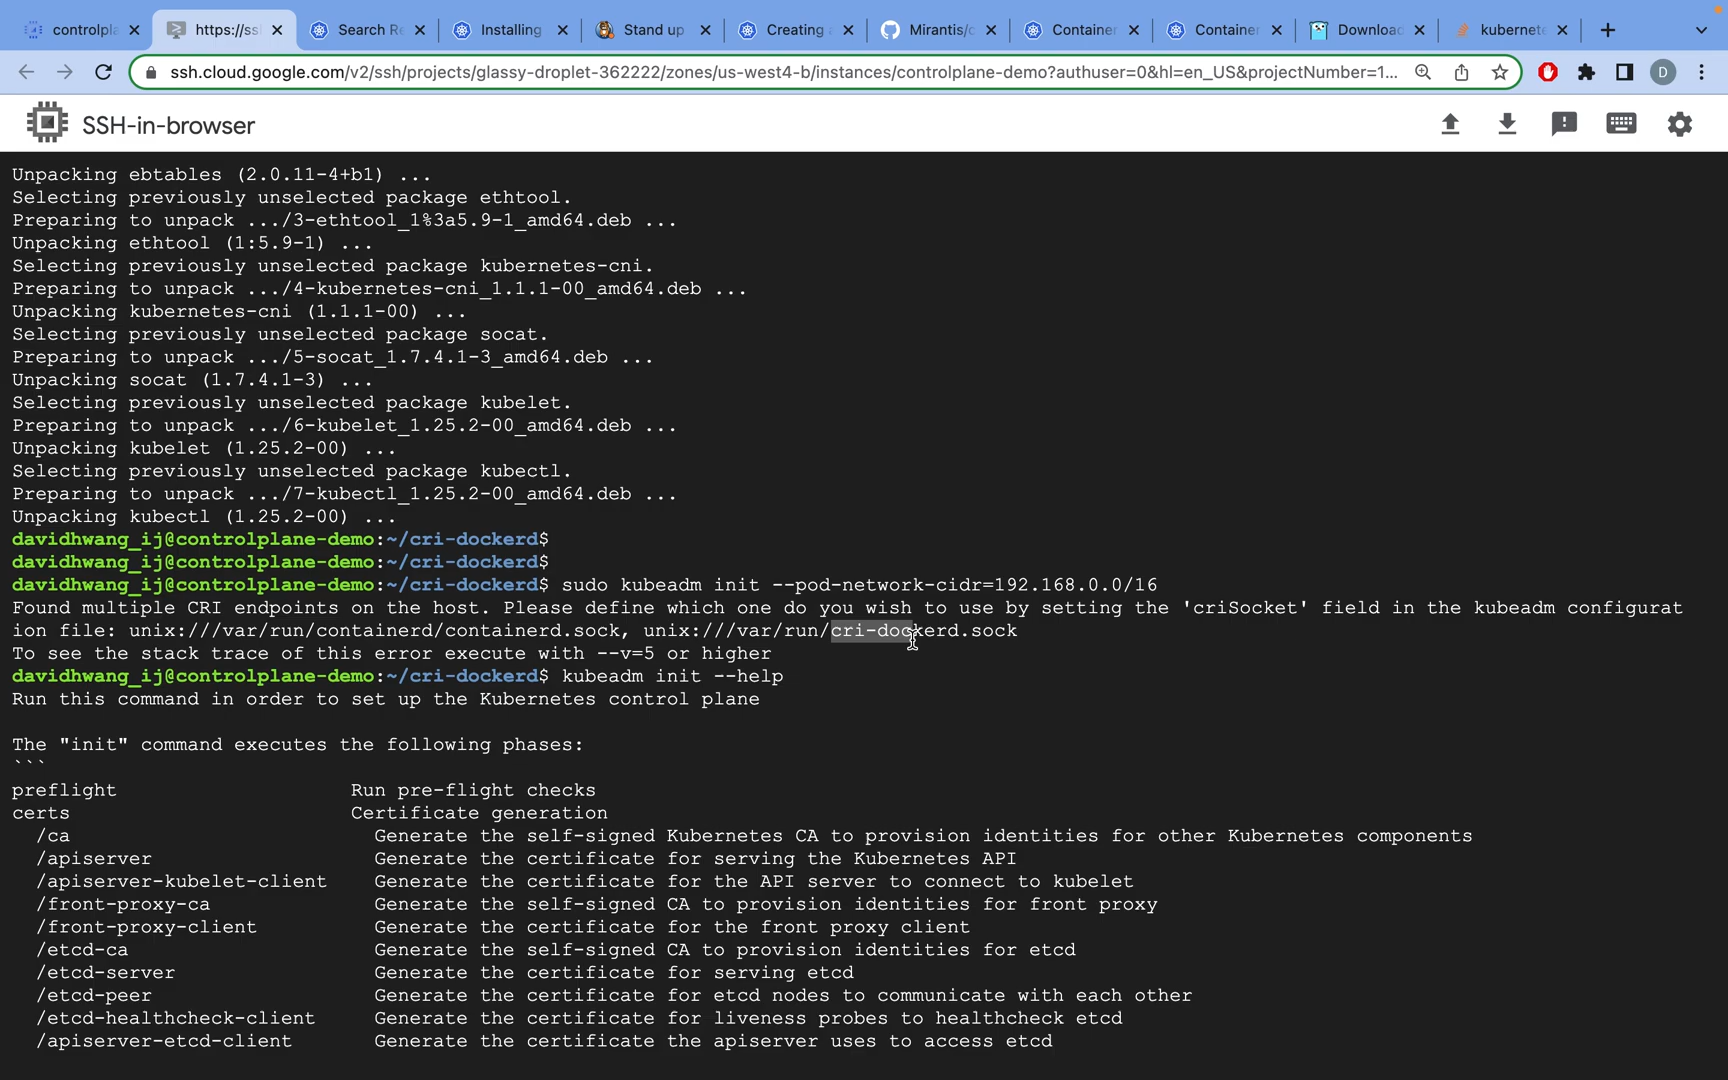 controlpla
https://ssh
Search Re
Installing
Stand up
Creating a
Mirantis/c
Container
Container
Download
kubernete
ssh.cloud.google.com/v2/ssh/projects/glassy-droplet-362222/zones/us-west4-b/instances/controlplane-demo?authuser=0&hl=en_US&projectNumber=1...
D
SSH-in-browser
Unpacking ebtables (2.0.11-4+b1) ...
Selecting previously unselected package ethtool.
Preparing to unpack .../3-ethtool_1%3a5.9-1_amd64.deb ...
Unpacking ethtool (1:5.9-1) ...
Selecting previously unselected package kubernetes-cni.
Preparing to unpack .../4-kubernetes-cni_1.1.1-00_amd64.deb ...
Unpacking kubernetes-cni (1.1.1-00) ...
Selecting previously unselected package socat.
Preparing to unpack .../5-socat_1.7.4.1-3_amd64.deb ...
Unpacking socat (1.7.4.1-3) ...
Selecting previously unselected package kubelet.
Preparing to unpack .../6-kubelet_1.25.2-00_amd64.deb ...
Unpacking kubelet (1.25.2-00) ...
Selecting previously unselected package kubectl.
Preparing to unpack .../7-kubectl_1.25.2-00_amd64.deb ...
Unpacking kubectl (1.25.2-00) ...
davidhwang_ij@controlplane-demo:~/cri-dockerd$
davidhwang_ij@controlplane-demo:~/cri-dockerd$
davidhwang_ij@controlplane-demo:~/cri-dockerd$ sudo kubeadm init --pod-network-cidr=192.168.0.0/16
Found multiple CRI endpoints on the host. Please define which one do you wish to use by setting the 'criSocket' field in the kubeadm configurat
ion file: unix:///var/run/containerd/containerd.sock, unix:///var/run/cri-dockerd.sock
To see the stack trace of this error execute with --v=5 or higher
davidhwang_ij@controlplane-demo:~/cri-dockerd$ kubeadm init --help
Run this command in order to set up the Kubernetes control plane
The "init" command executes the following phases:
```
preflight Run pre-flight checks
certs Certificate generation
/ca Generate the self-signed Kubernetes CA to provision identities for other Kubernetes components
/apiserver Generate the certificate for serving the Kubernetes API
/apiserver-kubelet-client Generate the certificate for the API server to connect to kubelet
/front-proxy-ca Generate the self-signed CA to provision identities for front proxy
/front-proxy-client Generate the certificate for the front proxy client
/etcd-ca Generate the self-signed CA to provision identities for etcd
/etcd-server Generate the certificate for serving etcd
/etcd-peer Generate the certificate for etcd nodes to communicate with each other
/etcd-healthcheck-client Generate the certificate for liveness probes to healthcheck etcd
/apiserver-etcd-client Generate the certificate the apiserver uses to access etcd